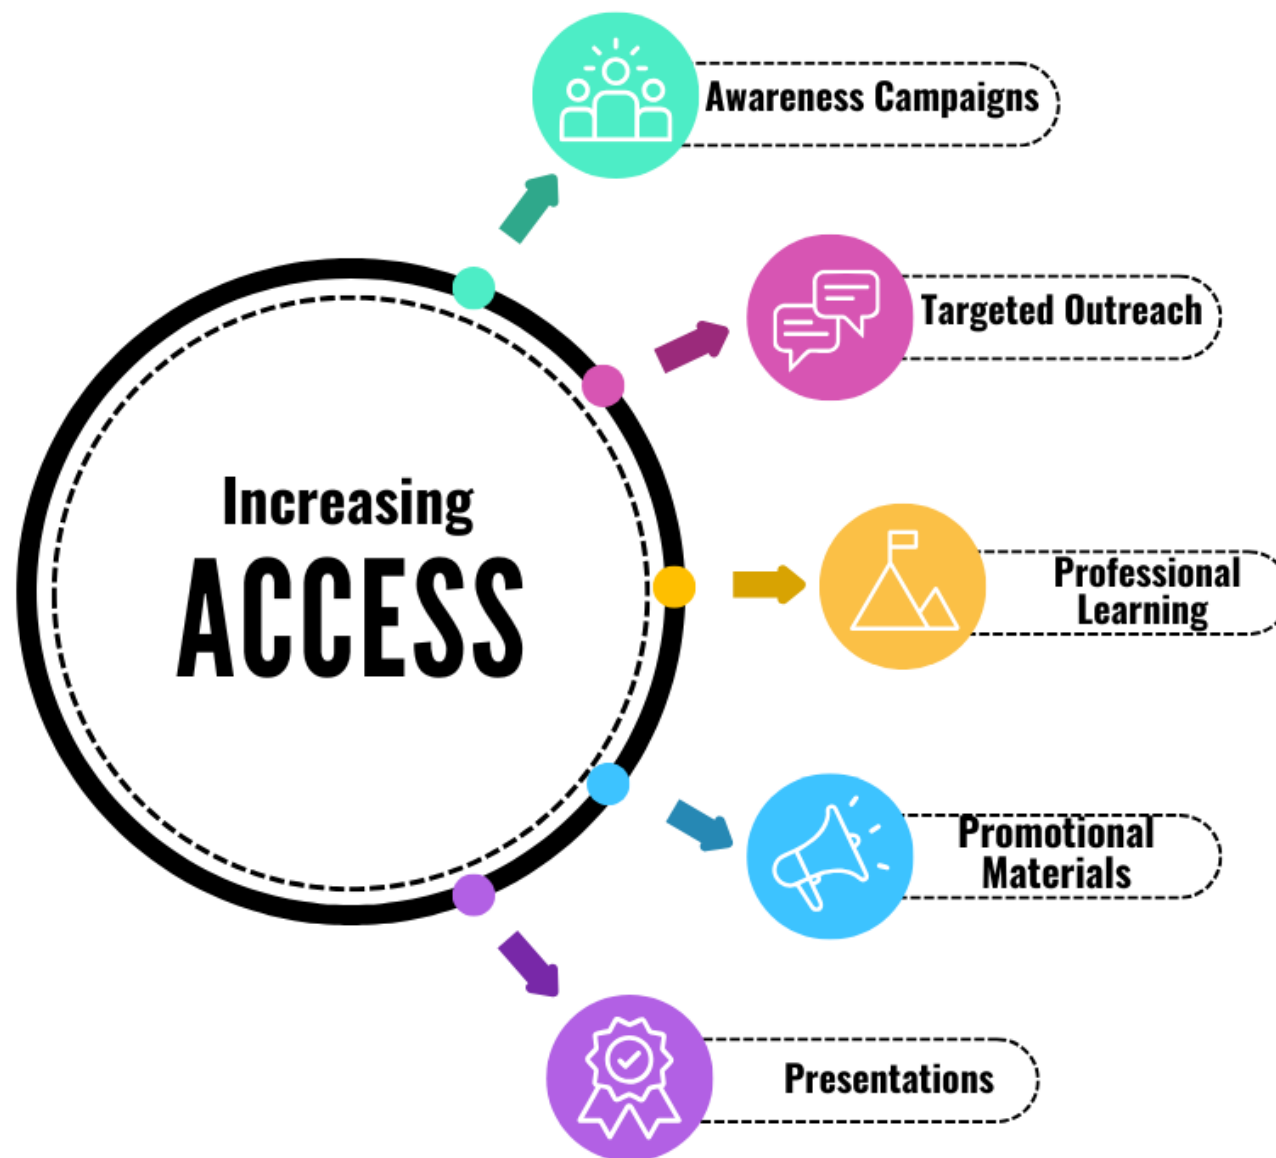 Awareness Campaigns
Targeted Outreach
Increasing
ACCESS
Professional
Learning
Promotional
Materials
Presentations